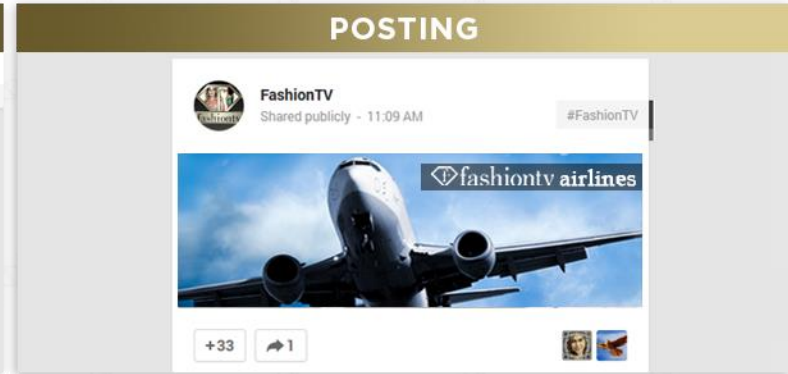 POSTING
FashionTV
Shared publicly - 11:09 AM
#FashionTV
fashiontv airlines
+33
1